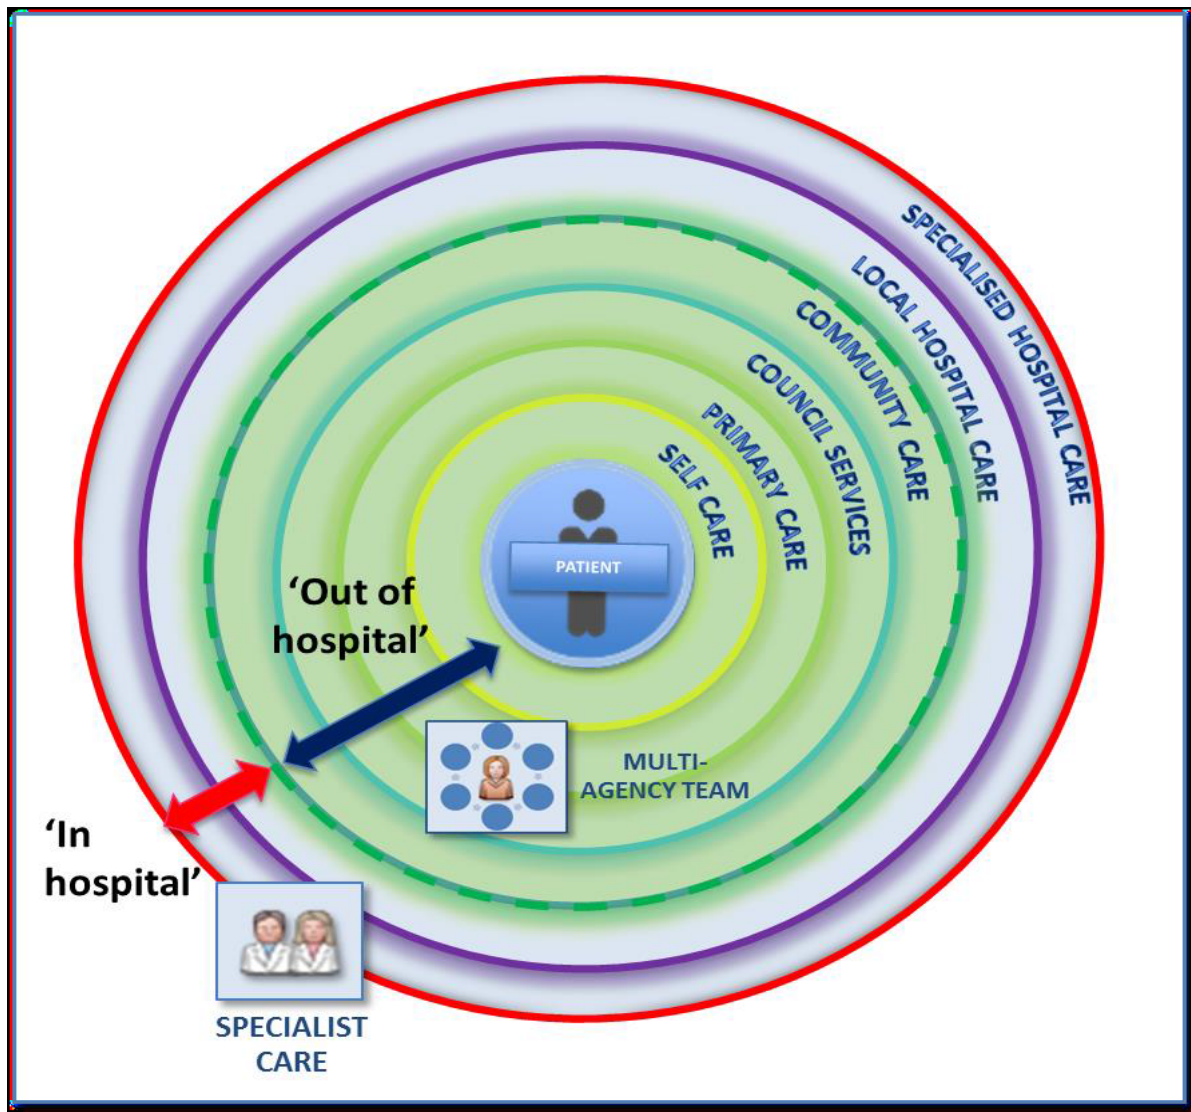 SPECIALISED HOSPITAL CARE
LOCAL HOSPITAL CARE
COMMUNITY CARE
COUNCIL SERVICES
PRIMARY CARE
SELF CARE
PATIENT
‘Out of
hospital’
MULTI-
AGENCY TEAM
‘In
hospital’
SPECIALIST
CARE